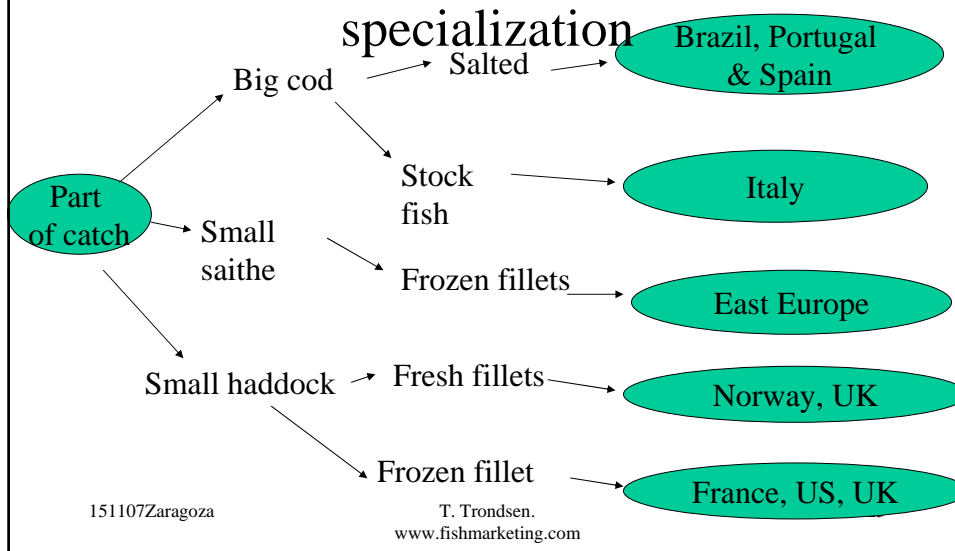 specialization
Big cod
Salted
Brazil, Portugal
& Spain
Stock
fish
Italy
Part
of catch
Small
saithe
Frozen fillets
East Europe
Small haddock
Fresh fillets
Norway, UK
Frozen fillet
France, US, UK
151107Zaragoza
T. Trondsen.
www.fishmarketing.com